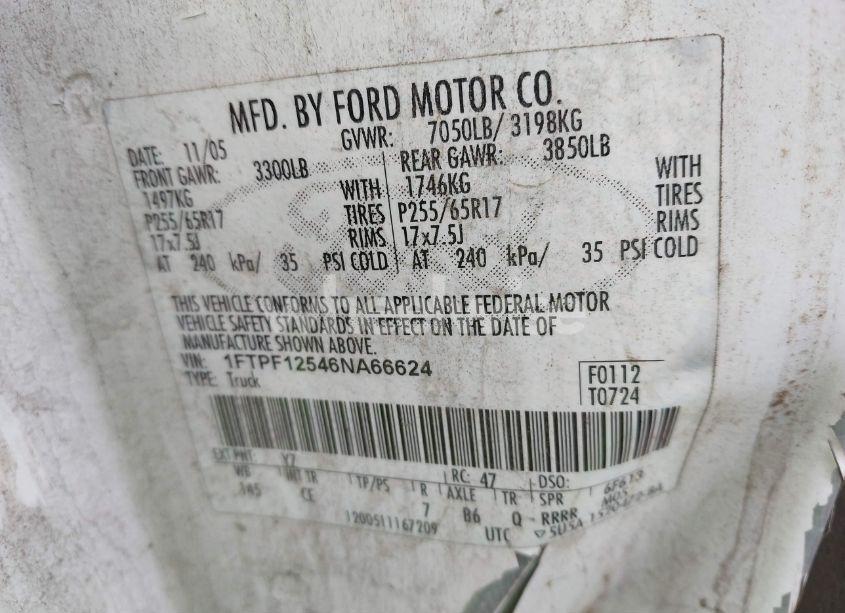 MFD. BY FORD MOTOR CO.
DATE: 11/05 GVWR: 7050LB/ 3198KG
FRONT GAWR: 3300LB REAR GAWR: 3850LB
1497KG WITH 1746KG WITH
P255/65R17 TIRES P255/65R17 TIRES
17x7.5J RIMS 17x7.5J RIMS
AT 240 kPa/ 35 PSI COLD AT 240 kPa/ 35 PSI COLD
THIS VEHICLE CONFORMS TO ALL APPLICABLE FEDERAL MOTOR
VEHICLE SAFETY STANDARDS IN EFFECT ON THE DATE OF
MANUFACTURE SHOWN ABOVE.
VIN: 1FTPF12546NA66624 F0112
TYPE: Truck T0724
EXT PNT: YZ RC: 47 DSO:
WB INT TR TP/PS R AXLE TR SPR 6F613
145 CE 7 B6 Q RRRR
1200511167209 UTC